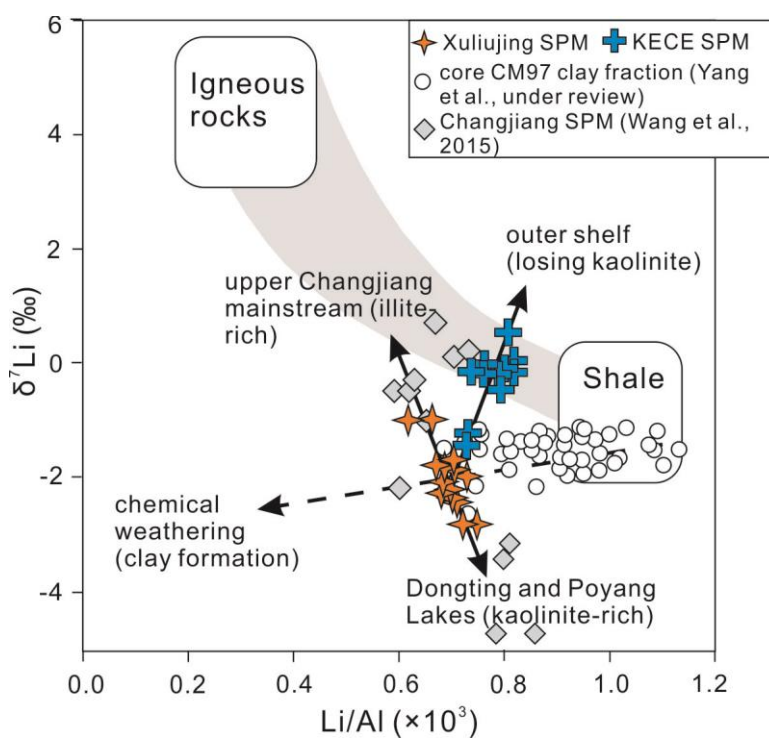 Xuliujing SPM
KECE SPM
core CM97 clay fraction (Yang
et al., under review)
Changjiang SPM (Wang et al.,
2015)
Igneous
rocks
outer shelf
(losing kaolinite)
upper Changjiang
mainstream (illite-
rich)
Shale
chemical
weathering
(clay formation)
Dongting and Poyang
Lakes (kaolinite-rich)
6
4
2
0
-2
-4
δ⁷Li (‰)
0.0
0.2
0.4
0.6
0.8
1.0
1.2
Li/Al (×10³)